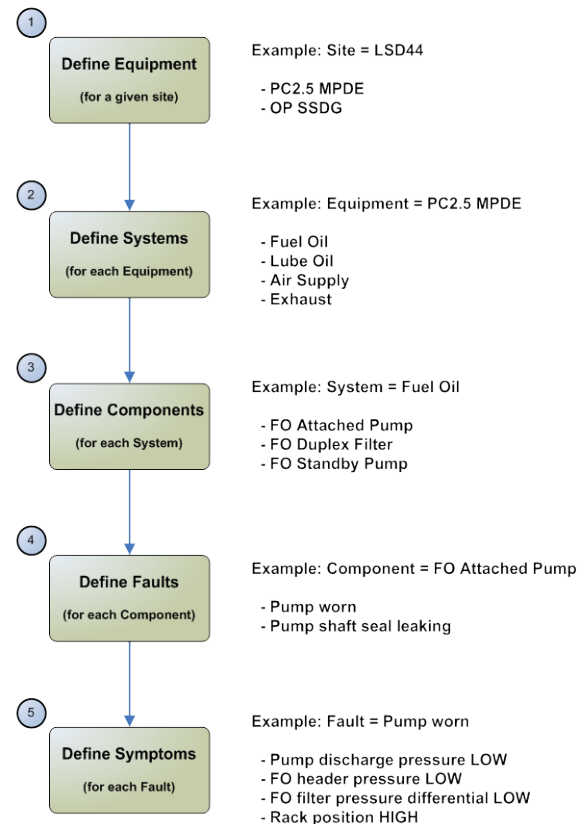 1
Define Equipment
(for a given site)
Example: Site = LSD44
- PC2.5 MPDE
- OP SSDG
2
Define Systems
(for each Equipment)
Example: Equipment = PC2.5 MPDE
- Fuel Oil
- Lube Oil
- Air Supply
- Exhaust
3
Define Components
(for each System)
Example: System = Fuel Oil
- FO Attached Pump
- FO Duplex Filter
- FO Standby Pump
4
Define Faults
(for each Component)
Example: Component = FO Attached Pump
- Pump worn
- Pump shaft seal leaking
5
Define Symptoms
(for each Fault)
Example: Fault = Pump worn
- Pump discharge pressure LOW
- FO header pressure LOW
- FO filter pressure differential LOW
- Rack position HIGH